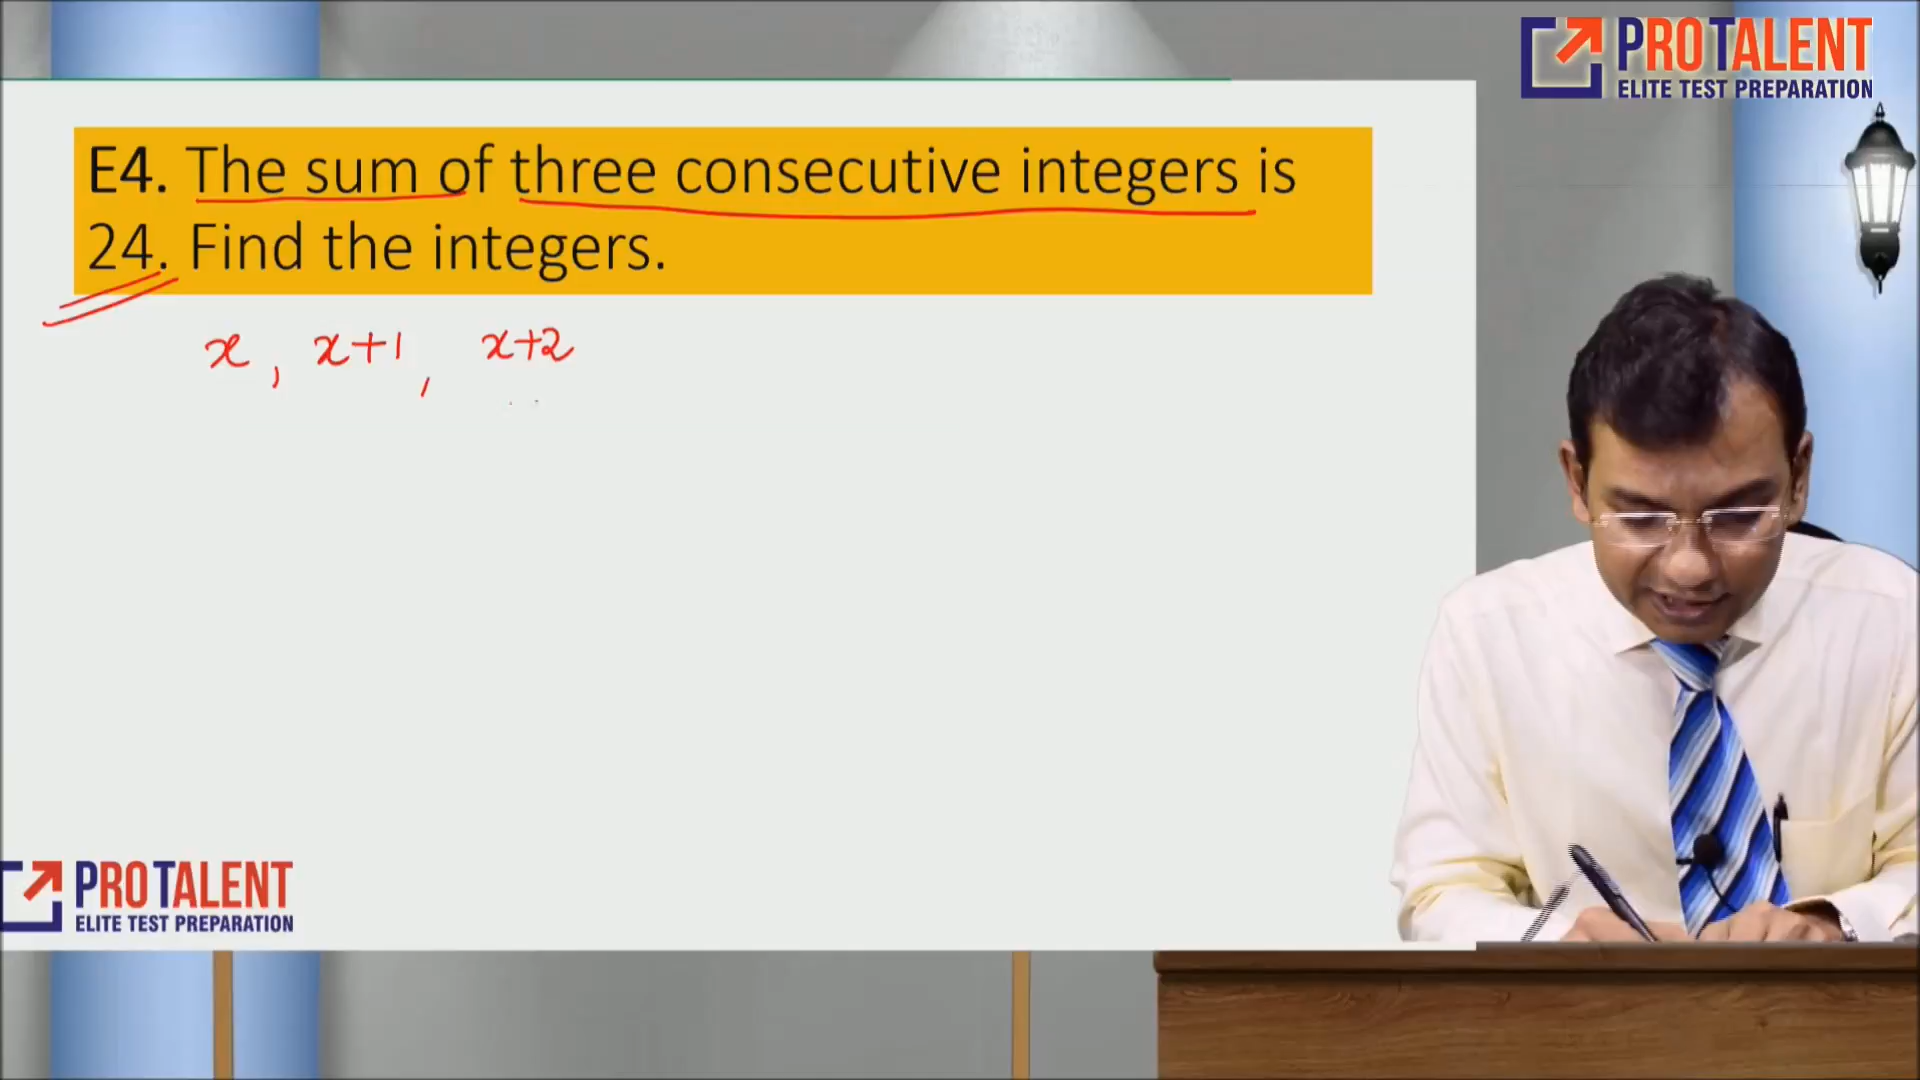 PROTALENT
ELITE TEST PREPARATION
E4. The sum of three consecutive integers is
24. Find the integers.
x, x+1, x+2
PROTALENT
ELITE TEST PREPARATION